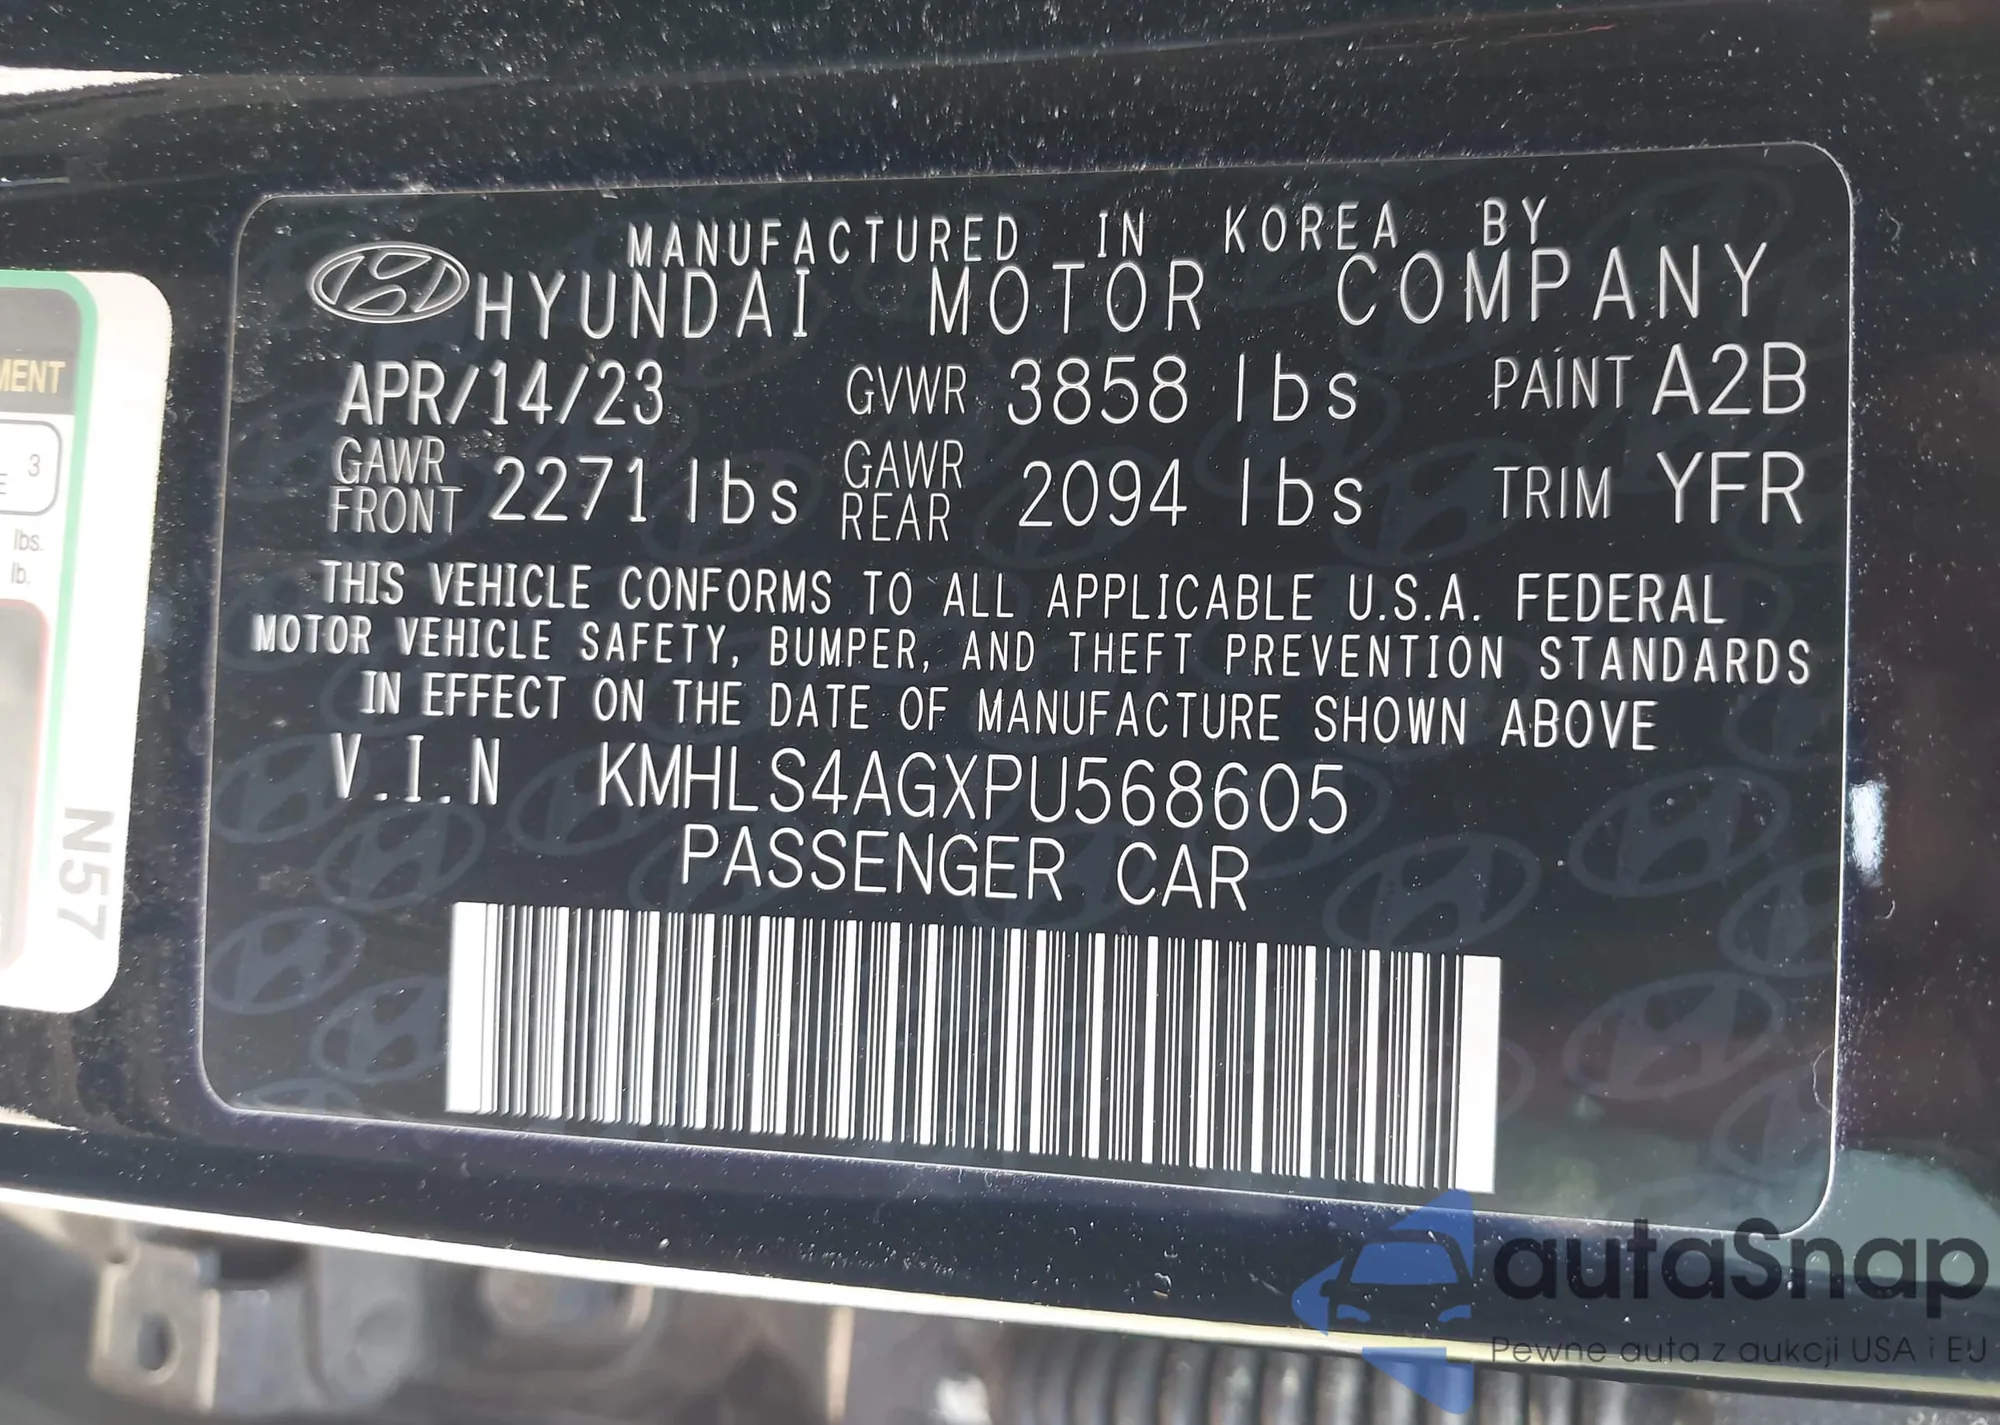 MANUFACTURED IN KOREA BY
HYUNDAI MOTOR COMPANY
APR/14/23 GVWR 3858 lbs PAINT A2B
GAWR FRONT 2271 lbs GAWR REAR 2094 lbs TRIM YFR
THIS VEHICLE CONFORMS TO ALL APPLICABLE U.S.A. FEDERAL
MOTOR VEHICLE SAFETY, BUMPER, AND THEFT PREVENTION STANDARDS
IN EFFECT ON THE DATE OF MANUFACTURE SHOWN ABOVE
V.I.N KMHLS4AGXPU568605
PASSENGER CAR
3
lbs.
lb.
N57
autaSnap
Pewne auta z aukcji USA i EU